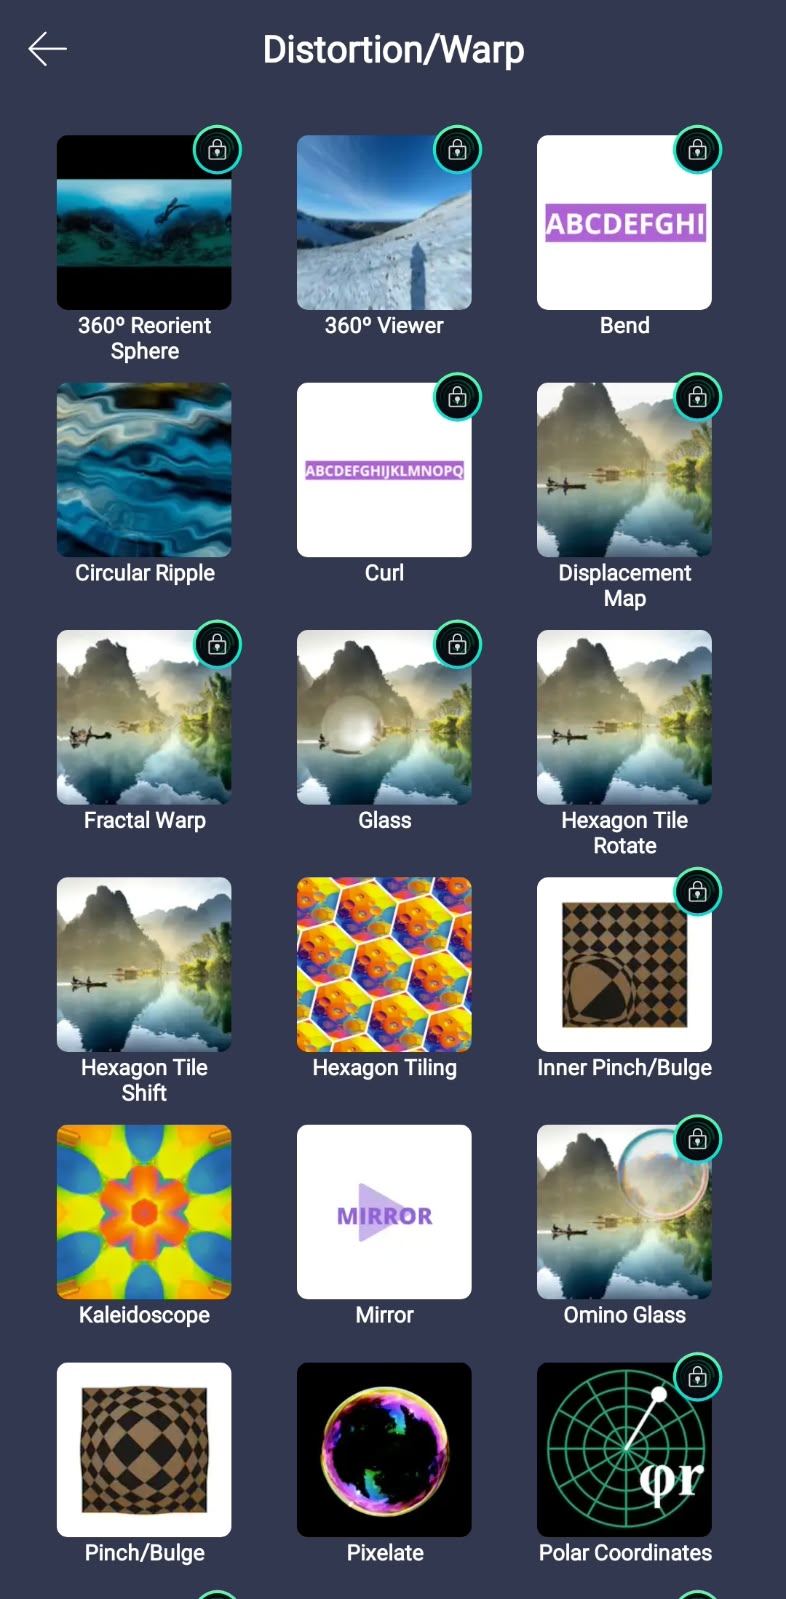 Distortion/Warp
ABCDEFGHI
360º Reorient
Sphere
360º Viewer
Bend
ABCDEFGHIJKLMNOPQ
Circular Ripple
Curl
Displacement
Map
Fractal Warp
Glass
Hexagon Tile
Rotate
Hexagon Tile
Shift
Hexagon Tiling
Inner Pinch/Bulge
MIRROR
Kaleidoscope
Mirror
Omino Glass
φr
Pinch/Bulge
Pixelate
Polar Coordinates